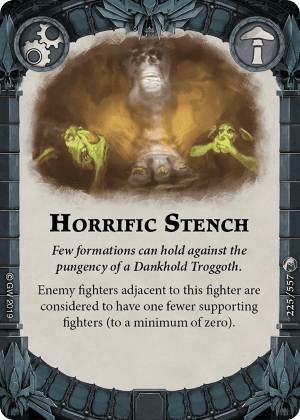 Horrific Stench
Few formations can hold against the
pungency of a Dankhold Troggoth.
Enemy fighters adjacent to this fighter are
considered to have one fewer supporting
fighters (to a minimum of zero).
© GW 2019
225/557